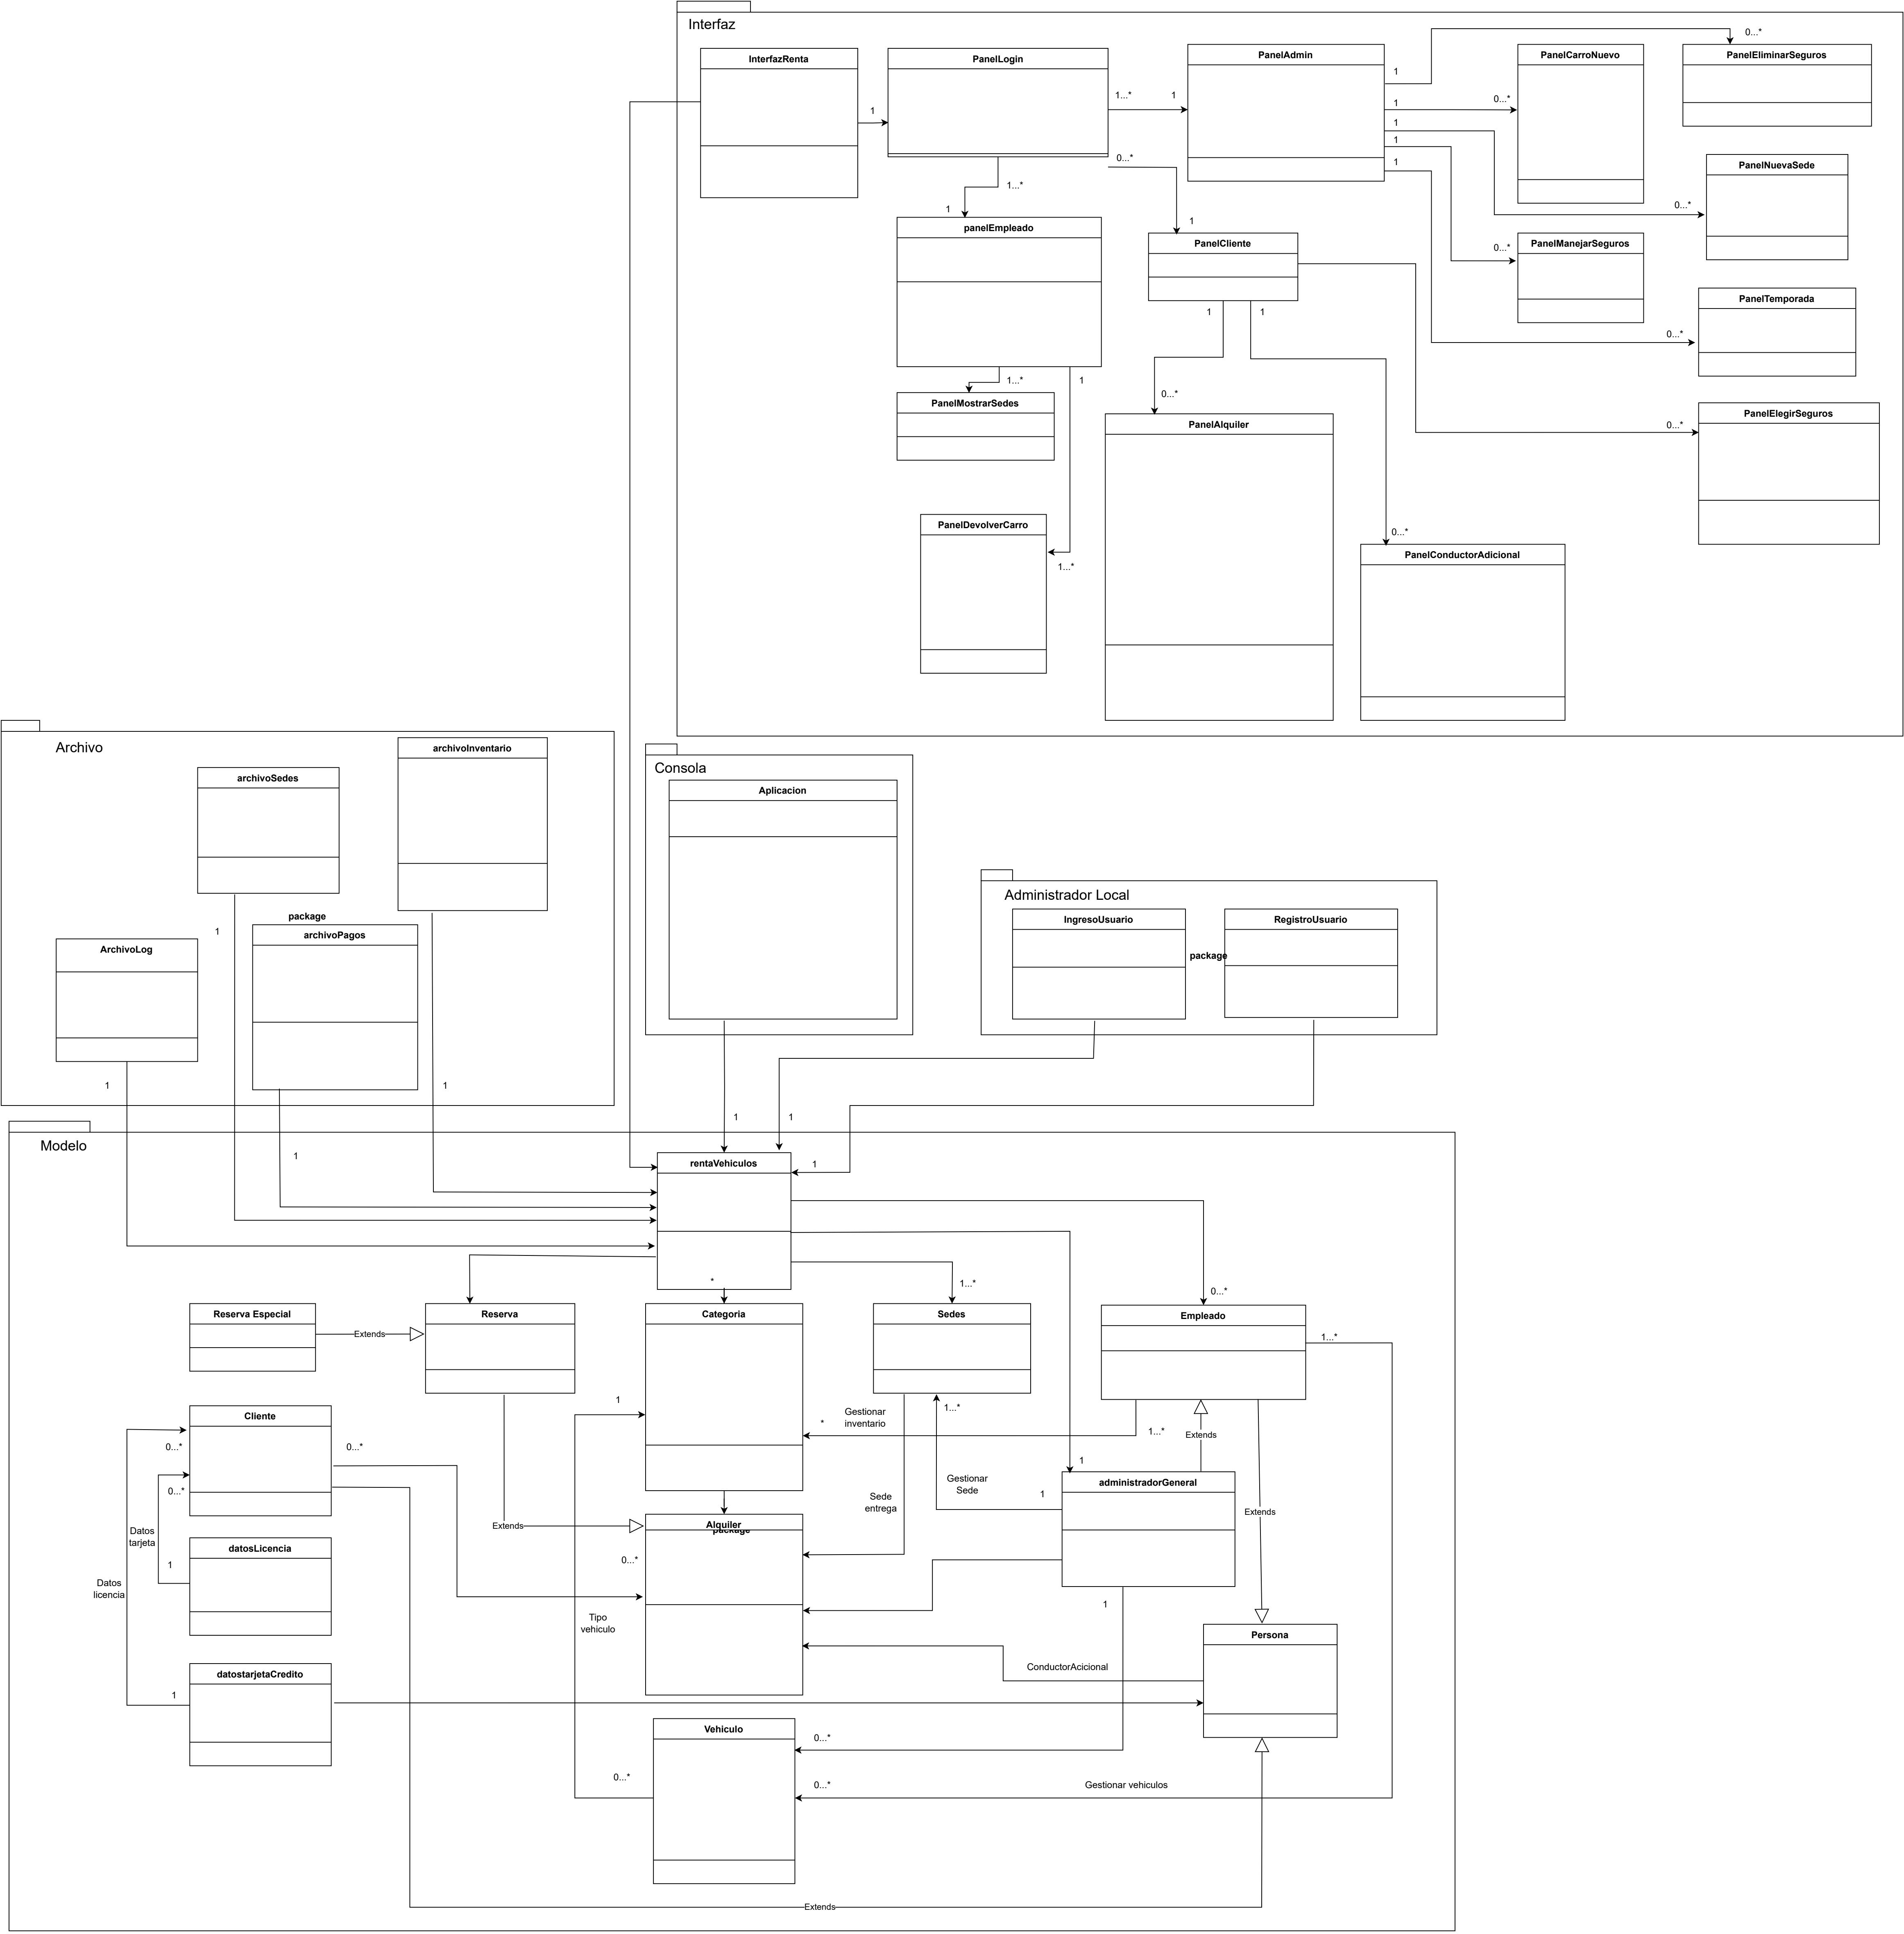 Interfaz
InterfazRenta
PanelLogin
PanelAdmin
PanelCarroNuevo
PanelEliminarSeguros
0...*
1
1
1...*
1
1
0...*
1
1
1
0...*
1...*
1
0...*
1
PanelNuevaSede
0...*
panelEmpleado
PanelCliente
PanelManejarSeguros
0...*
PanelTemporada
0...*
1
1
1...*
1
PanelMostrarSedes
0...*
PanelAlquiler
PanelElegirSeguros
0...*
PanelDevolverCarro
1...*
0...*
PanelConductorAdicional
Archivo
archivoInventario
archivoSedes
package
archivoPagos
ArchivoLog
1
1
1
1
Consola
Aplicacion
Administrador Local
IngresoUsuario
RegistroUsuario
package
1
1
1
Modelo
rentaVehiculos
*
1...*
0...*
Reserva Especial
Extends
Reserva
Categoria
Sedes
Empleado
1...*
1
Gestionar
inventario
*
1...*
1...*
Extends
Cliente
0...*
0...*
0...*
1
administradorGeneral
Gestionar
Sede
1
Sede
entrega
Extends
Extends
Alquiler
package
0...*
Datos
tarjeta
datosLicencia
1
Datos
licencia
Tipo
vehiculo
1
Persona
ConductorAcicional
datostarjetaCredito
1
Vehiculo
0...*
0...*
0...*
Gestionar vehiculos
Extends